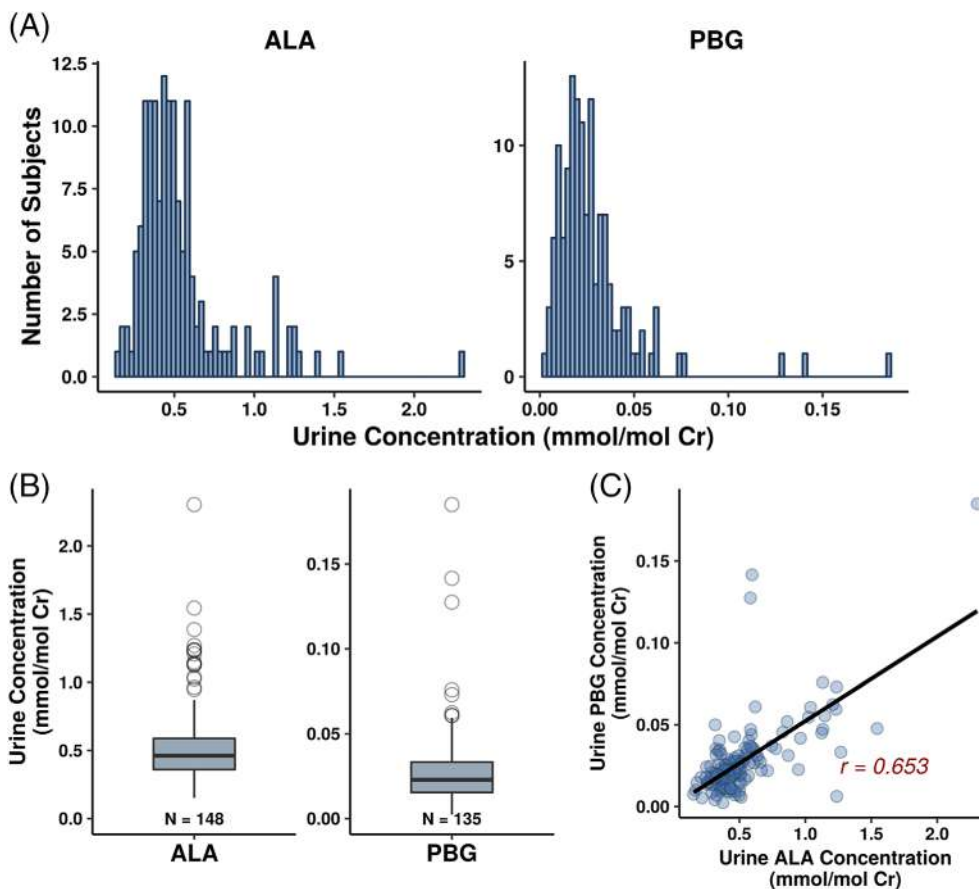 (A)
ALA
PBG
Number of Subjects
12.5
10.0
7.5
5.0
2.5
0.0
0.5
1.0
1.5
2.0
10
5
0
0.00
0.05
0.10
0.15
Urine Concentration (mmol/mol Cr)
(B)
Urine Concentration
(mmol/mol Cr)
2.0
1.5
1.0
0.5
0.0
N = 148
ALA
0.15
0.10
0.05
0.00
N = 135
PBG
(C)
Urine PBG Concentration
(mmol/mol Cr)
0.15
0.10
0.05
0.00
r = 0.653
0.5
1.0
1.5
2.0
Urine ALA Concentration
(mmol/mol Cr)